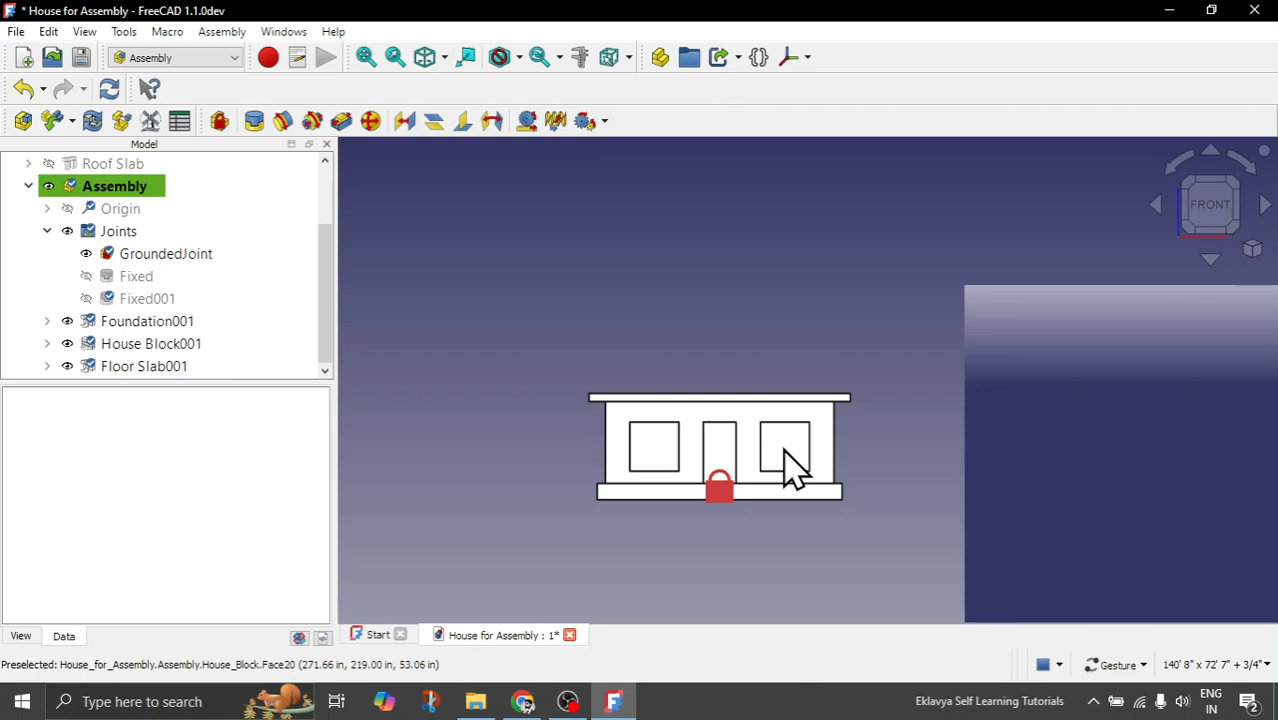 * House for Assembly - FreeCAD 1.1.0dev
File Edit View Tools Macro Assembly Windows Help
Assembly
Model
Roof Slab
Assembly
Origin
Joints
GroundedJoint
Fixed
Fixed001
Foundation001
House Block001
Floor Slab001
FRONT
View Data
Start
House for Assembly : 1*
Preselected: House_for_Assembly.Assembly.House_Block.Face20 (271.66 in, 219.00 in, 53.06 in)
Gesture
140' 8" x 72' 7" + 3/4"
Type here to search
Eklavya Self Learning Tutorials
ENG
IN
2